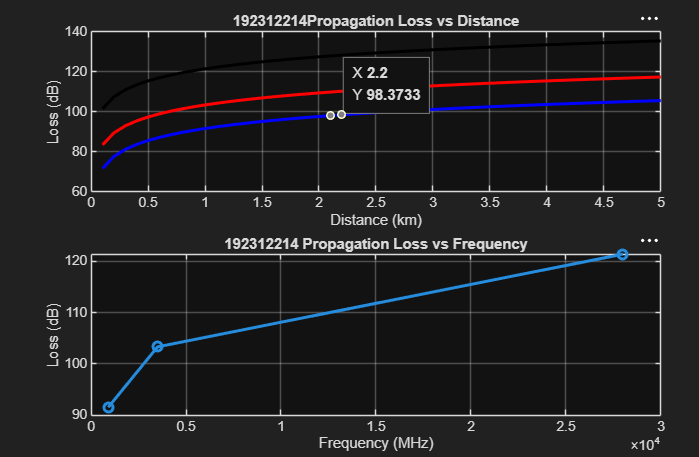 192312214Propagation Loss vs Distance
...
140
120
100
80
60
Loss (dB)
X 2.2
Y 98.3733
0 0.5 1 1.5 2 2.5 3 3.5 4 4.5 5
Distance (km)
192312214 Propagation Loss vs Frequency
...
120
110
100
90
Loss (dB)
0 0.5 1 1.5 2 2.5 3
×10⁴
Frequency (MHz)